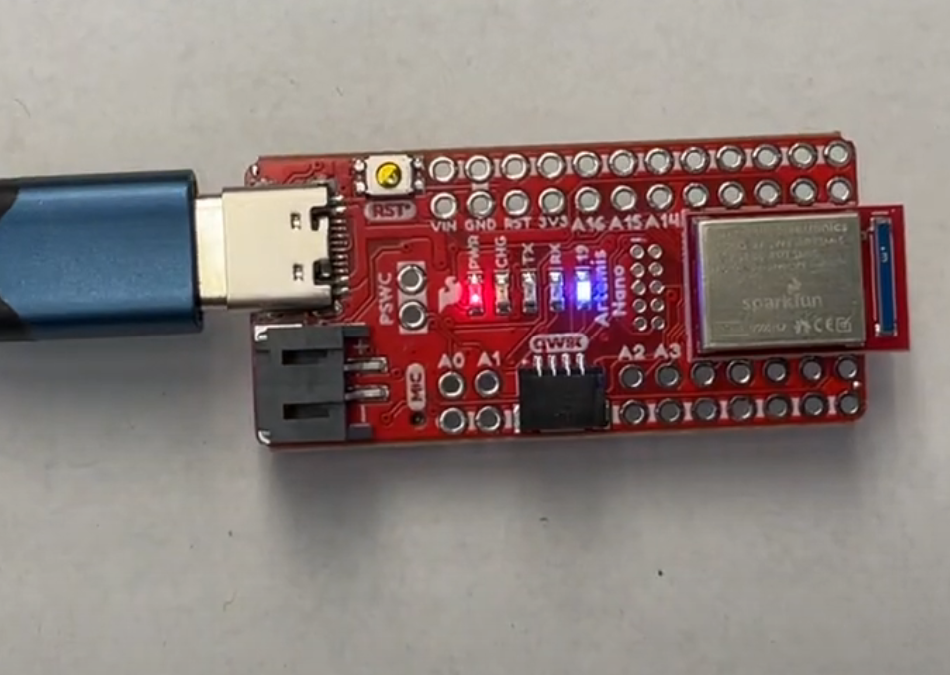 RST*
VIN GND RST 3V3 A16 A15 A14
PWR
CHG
TX
RX
19
Artemis
Nano
PSWC
A0 A1
MIC
QWIIC
A2 A3
sparkfun